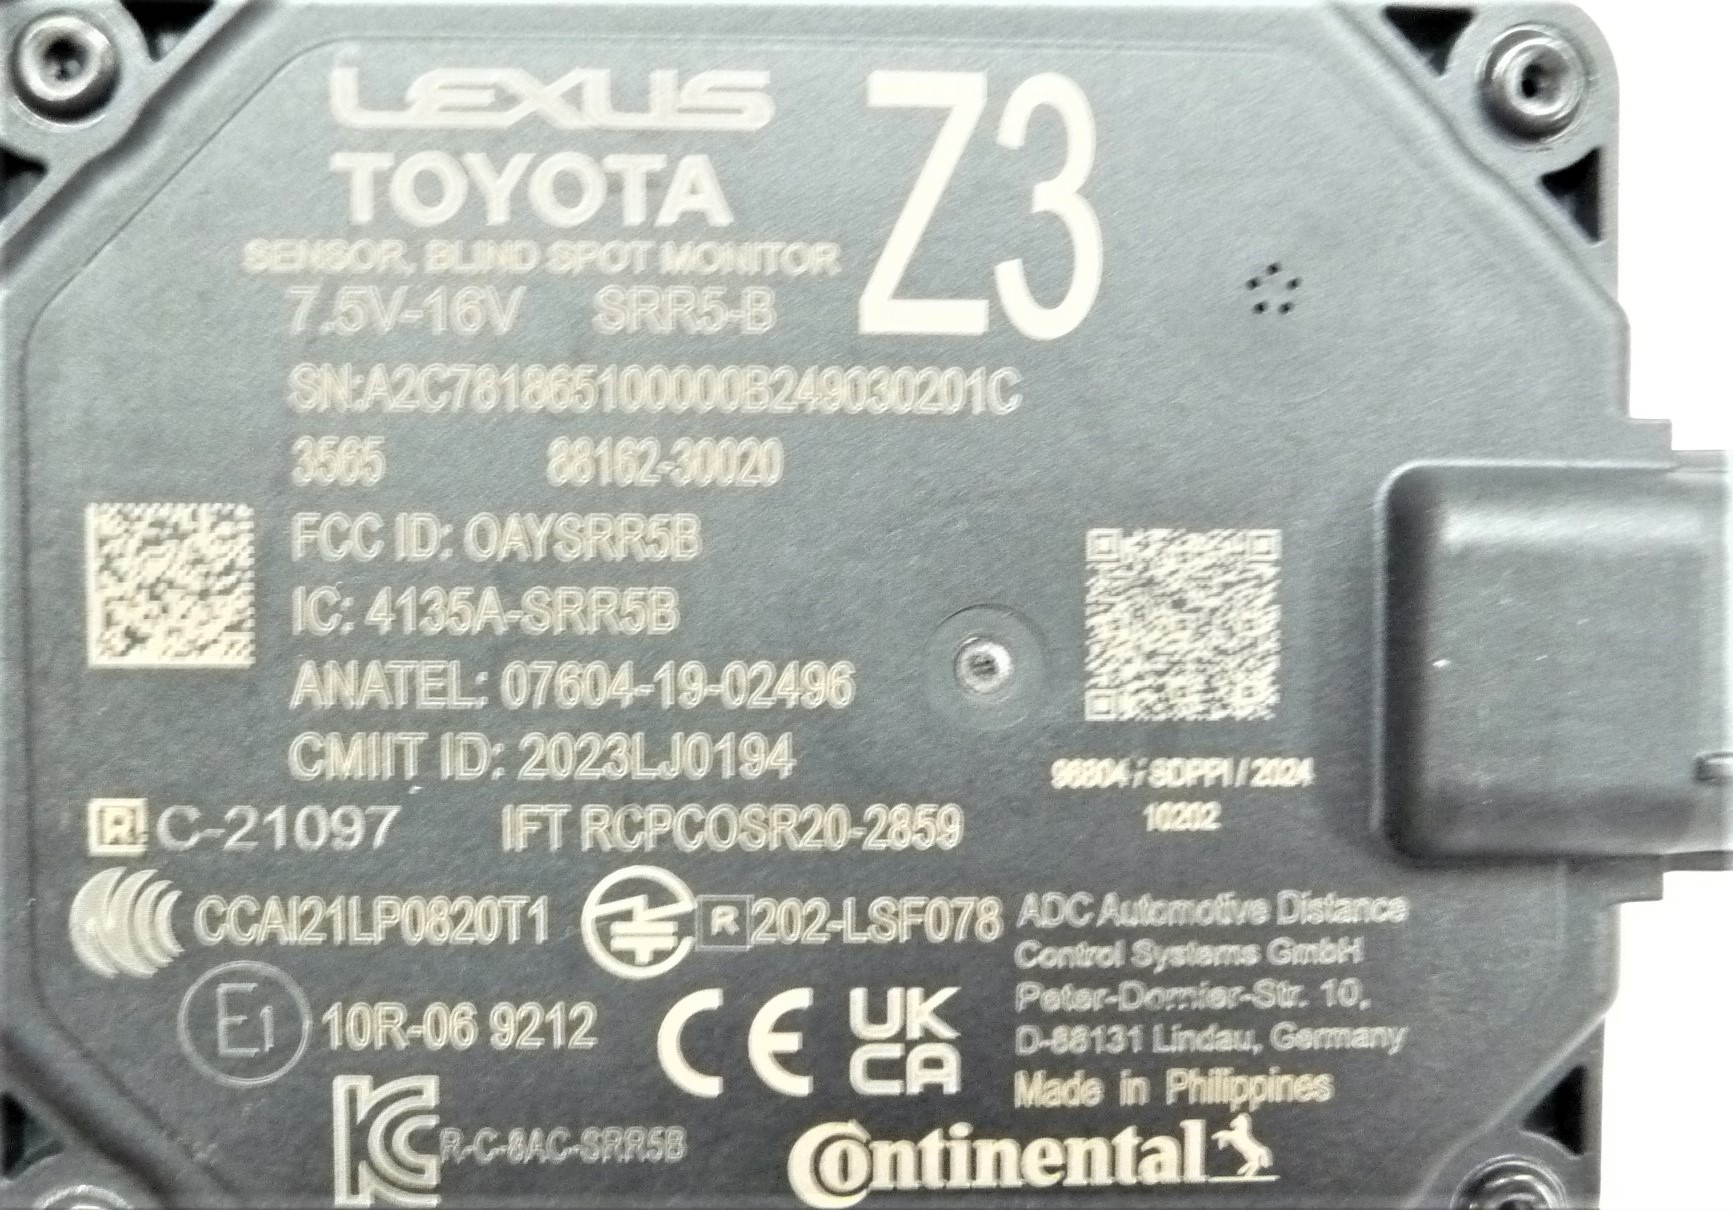 LEXUS
TOYOTA
Z3
SENSOR, BLIND SPOT MONITOR
7.5V-16V SRR5-B
SN:A2C781865100000B249030201C
3565 88162-30020
FCC ID: OAYSRR5B
IC: 4135A-SRR5B
ANATEL: 07604-19-02496
CMIIT ID: 2023LJ0194
96804 / SDPPI / 2024
10202
R C-21097 IFT RCPCOSR20-2859
CCAI21LP0820T1 R 202-LSF078
ADC Automotive Distance
Control Systems GmbH
Peter-Dornier-Str. 10,
D-88131 Lindau, Germany
Made in Philippines
E1 10R-06 9212 CE UK
CA
KC R-C-8AC-SRR5B
Continental